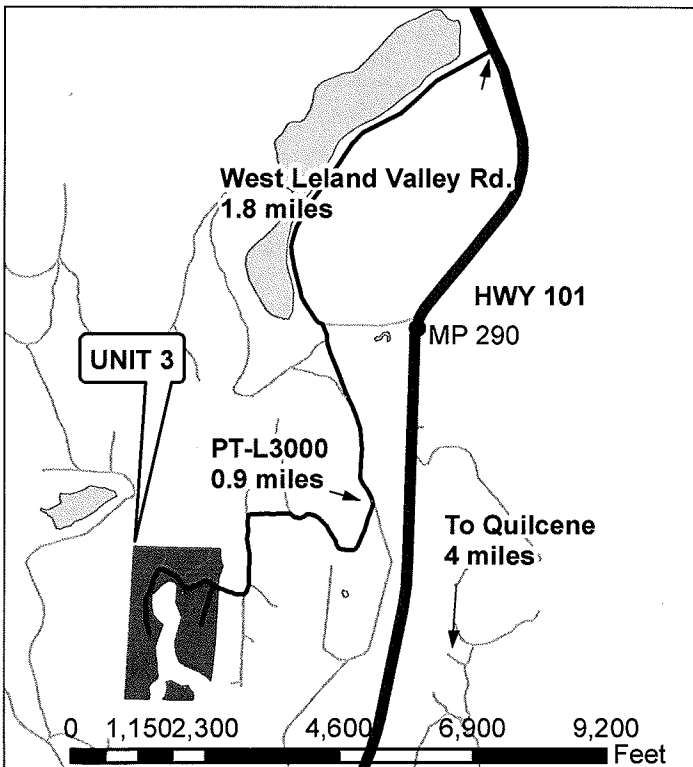 West Leland Valley Rd.
1.8 miles
HWY 101
MP 290
UNIT 3
PT-L3000
0.9 miles
To Quilcene
4 miles
0 1,150 2,300 4,600 6,900 9,200
Feet